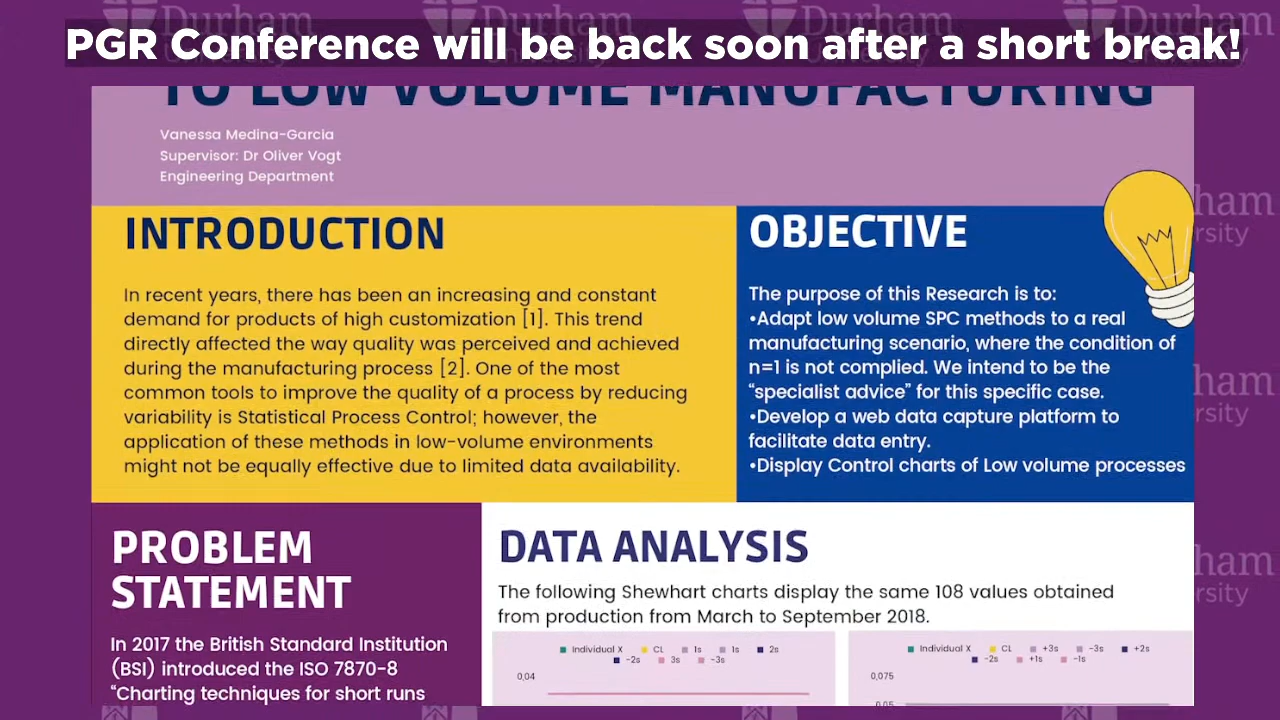 PGR Conference will be back soon after a short break!
TO LOW VOLUME MANUFACTURING
Vanessa Medina-Garcia
Supervisor: Dr Oliver Vogt
Engineering Department
INTRODUCTION
In recent years, there has been an increasing and constant
demand for products of high customization [1]. This trend
directly affected the way quality was perceived and achieved
during the manufacturing process [2]. One of the most
common tools to improve the quality of a process by reducing
variability is Statistical Process Control; however, the
application of these methods in low-volume environments
might not be equally effective due to limited data availability.
OBJECTIVE
The purpose of this Research is to:
•Adapt low volume SPC methods to a real
manufacturing scenario, where the condition of
n=1 is not complied. We intend to be the
“specialist advice” for this specific case.
•Develop a web data capture platform to
facilitate data entry.
•Display Control charts of Low volume processes
PROBLEM
STATEMENT
In 2017 the British Standard Institution
(BSI) introduced the ISO 7870-8
“Charting techniques for short runs
DATA ANALYSIS
The following Shewhart charts display the same 108 values obtained
from production from March to September 2018.
Individual X CL 1s 1s 2s
-2s 3s -3s
0,04
Individual X CL +3s -3s +2s
-2s +1s -1s
0,075
0,05
Durham
University
Durham
University
Durham
University
Durham
University
ham
rsity
ham
rsity
ham
rsity